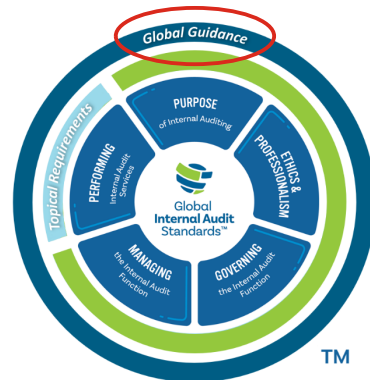 Global Guidance
Topical Requirements
PURPOSE
of Internal Auditing
ETHICS &
PROFESSIONALISM
GOVERNING
the Internal Audit
Function
MANAGING
the Internal Audit
Function
PERFORMING
Internal Audit
Services
Global
Internal Audit
Standards™
TM